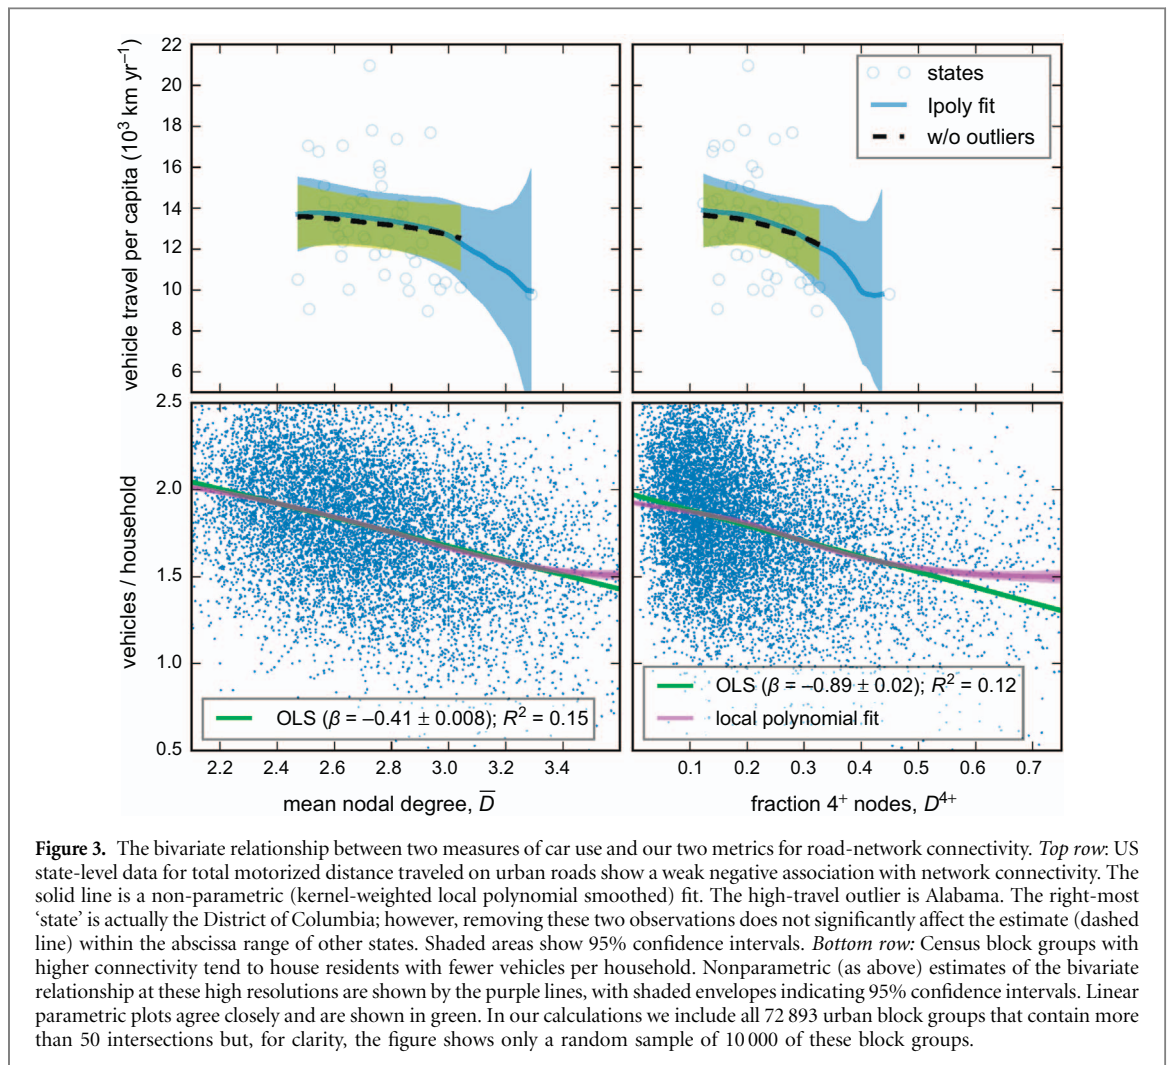 22
20
18
16
14
12
10
8
6
vehicle travel per capita (10³ km yr⁻¹)
states
lpoly fit
w/o outliers
2.5
2.0
1.5
1.0
0.5
vehicles / household
OLS (β = –0.41 ± 0.008); R² = 0.15
OLS (β = –0.89 ± 0.02); R² = 0.12
local polynomial fit
2.2 2.4 2.6 2.8 3.0 3.2 3.4
0.1 0.2 0.3 0.4 0.5 0.6 0.7
mean nodal degree, D̅
fraction 4⁺ nodes, D⁴⁺
Figure 3. The bivariate relationship between two measures of car use and our two metrics for road-network connectivity. Top row: US
state-level data for total motorized distance traveled on urban roads show a weak negative association with network connectivity. The
solid line is a non-parametric (kernel-weighted local polynomial smoothed) fit. The high-travel outlier is Alabama. The right-most
‘state’ is actually the District of Columbia; however, removing these two observations does not significantly affect the estimate (dashed
line) within the abscissa range of other states. Shaded areas show 95% confidence intervals. Bottom row: Census block groups with
higher connectivity tend to house residents with fewer vehicles per household. Nonparametric (as above) estimates of the bivariate
relationship at these high resolutions are shown by the purple lines, with shaded envelopes indicating 95% confidence intervals. Linear
parametric plots agree closely and are shown in green. In our calculations we include all 72 893 urban block groups that contain more
than 50 intersections but, for clarity, the figure shows only a random sample of 10 000 of these block groups.